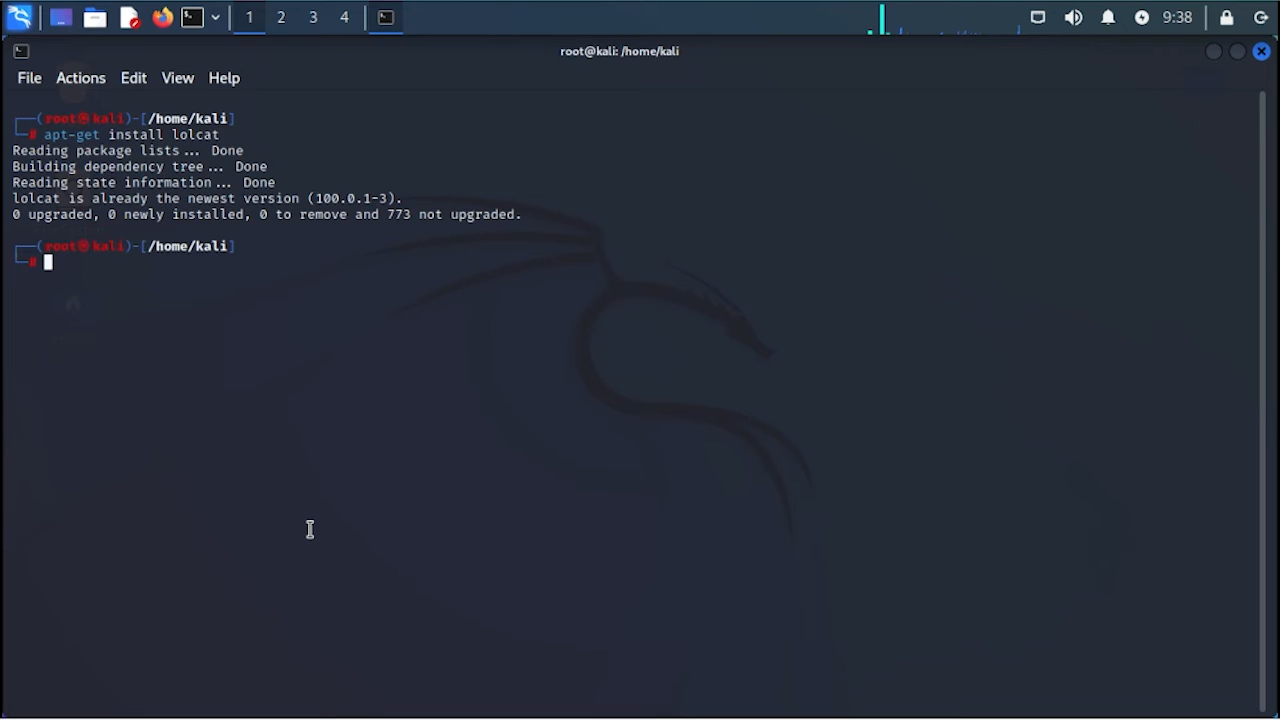 1 2 3 4 9:38
root@kali: /home/kali
File Actions Edit View Help
┌──(root㉿kali)-[/home/kali]
└─# apt-get install lolcat
Reading package lists... Done
Building dependency tree... Done
Reading state information... Done
lolcat is already the newest version (100.0.1-3).
0 upgraded, 0 newly installed, 0 to remove and 773 not upgraded.
┌──(root㉿kali)-[/home/kali]
└─#